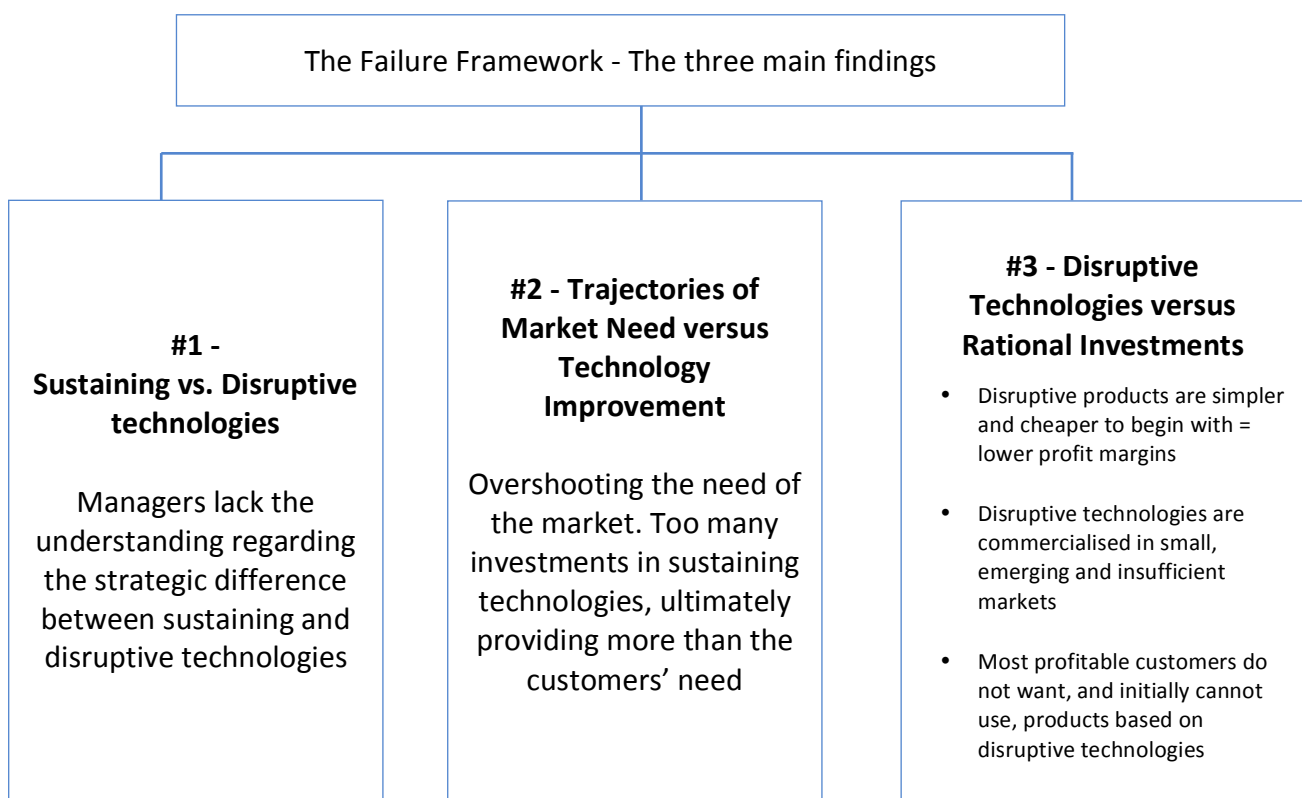 The Failure Framework - The three main findings
#1 -
Sustaining vs. Disruptive
technologies
Managers lack the
understanding regarding
the strategic difference
between sustaining and
disruptive technologies
#2 - Trajectories of
Market Need versus
Technology
Improvement
Overshooting the need of
the market. Too many
investments in sustaining
technologies, ultimately
providing more than the
customers’ need
#3 - Disruptive
Technologies versus
Rational Investments
• Disruptive products are simpler
and cheaper to begin with =
lower profit margins
• Disruptive technologies are
commercialised in small,
emerging and insufficient
markets
• Most profitable customers do
not want, and initially cannot
use, products based on
disruptive technologies